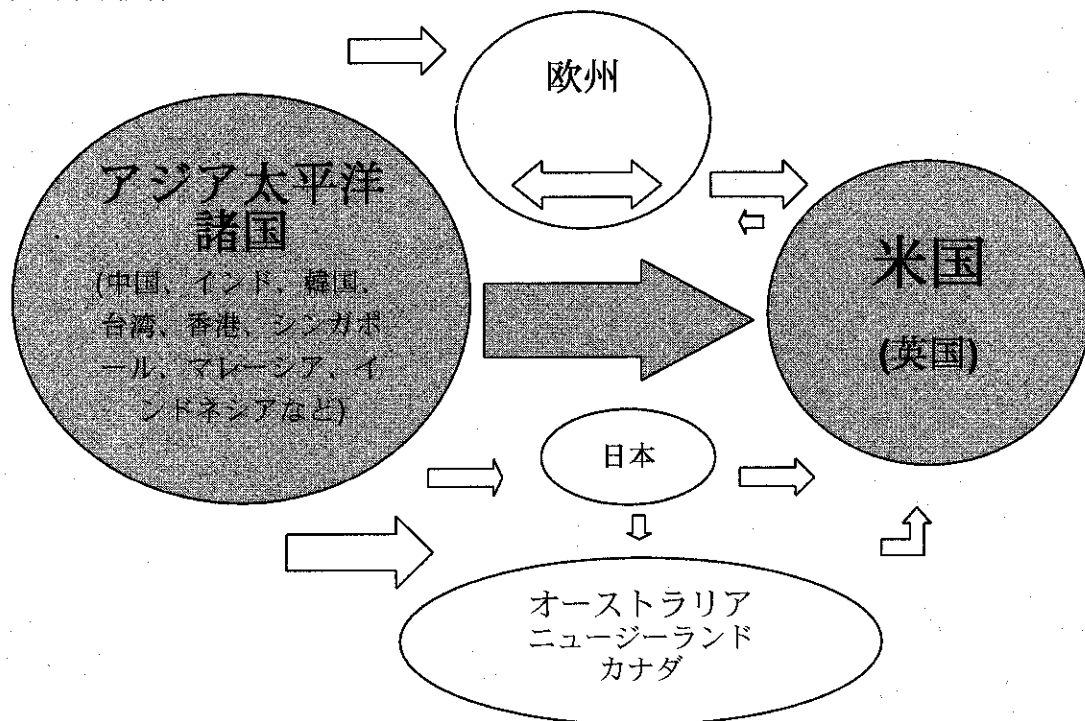 欧州
アジア太平洋
諸国
(中国、インド、韓国、
台湾、香港、シンガポ
ール、マレーシア、イ
ンドネシアなど)
米国
(英国)
日本
オーストラリア
ニュージーランド
カナダ